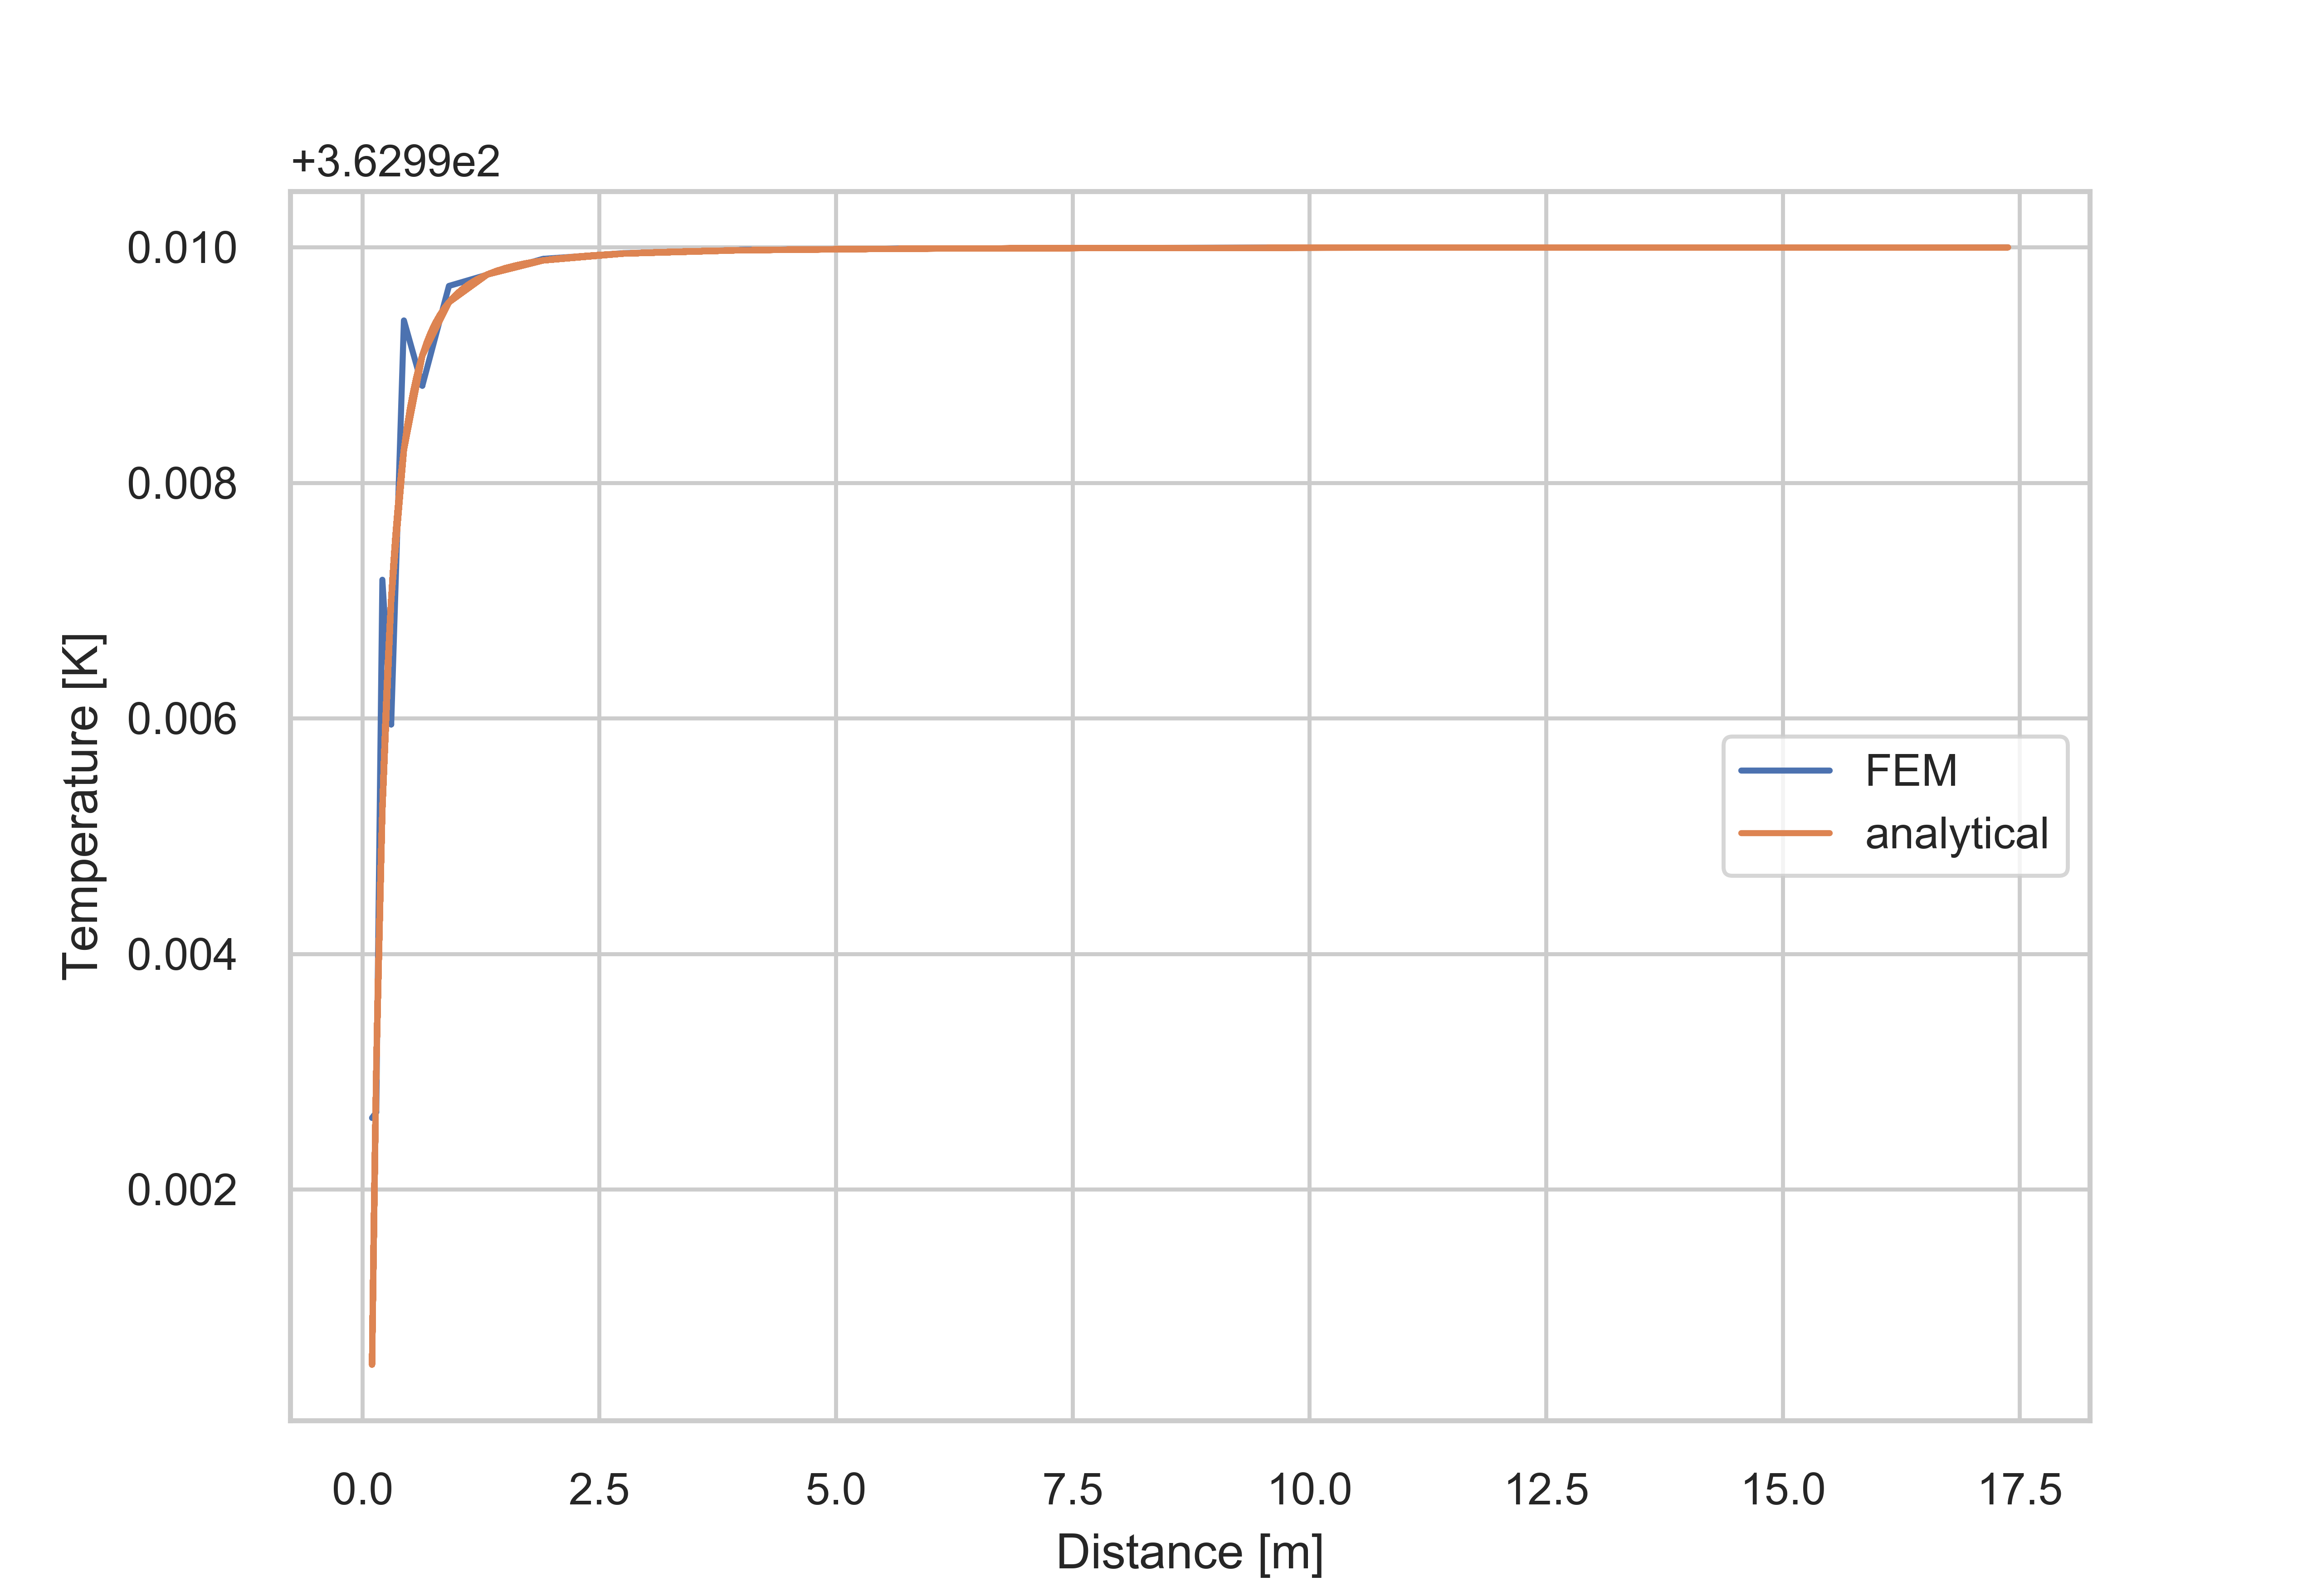 +3.6299e2
0.010
0.008
0.006
0.004
0.002
Temperature [K]
FEM
analytical
0.0 2.5 5.0 7.5 10.0 12.5 15.0 17.5
Distance [m]